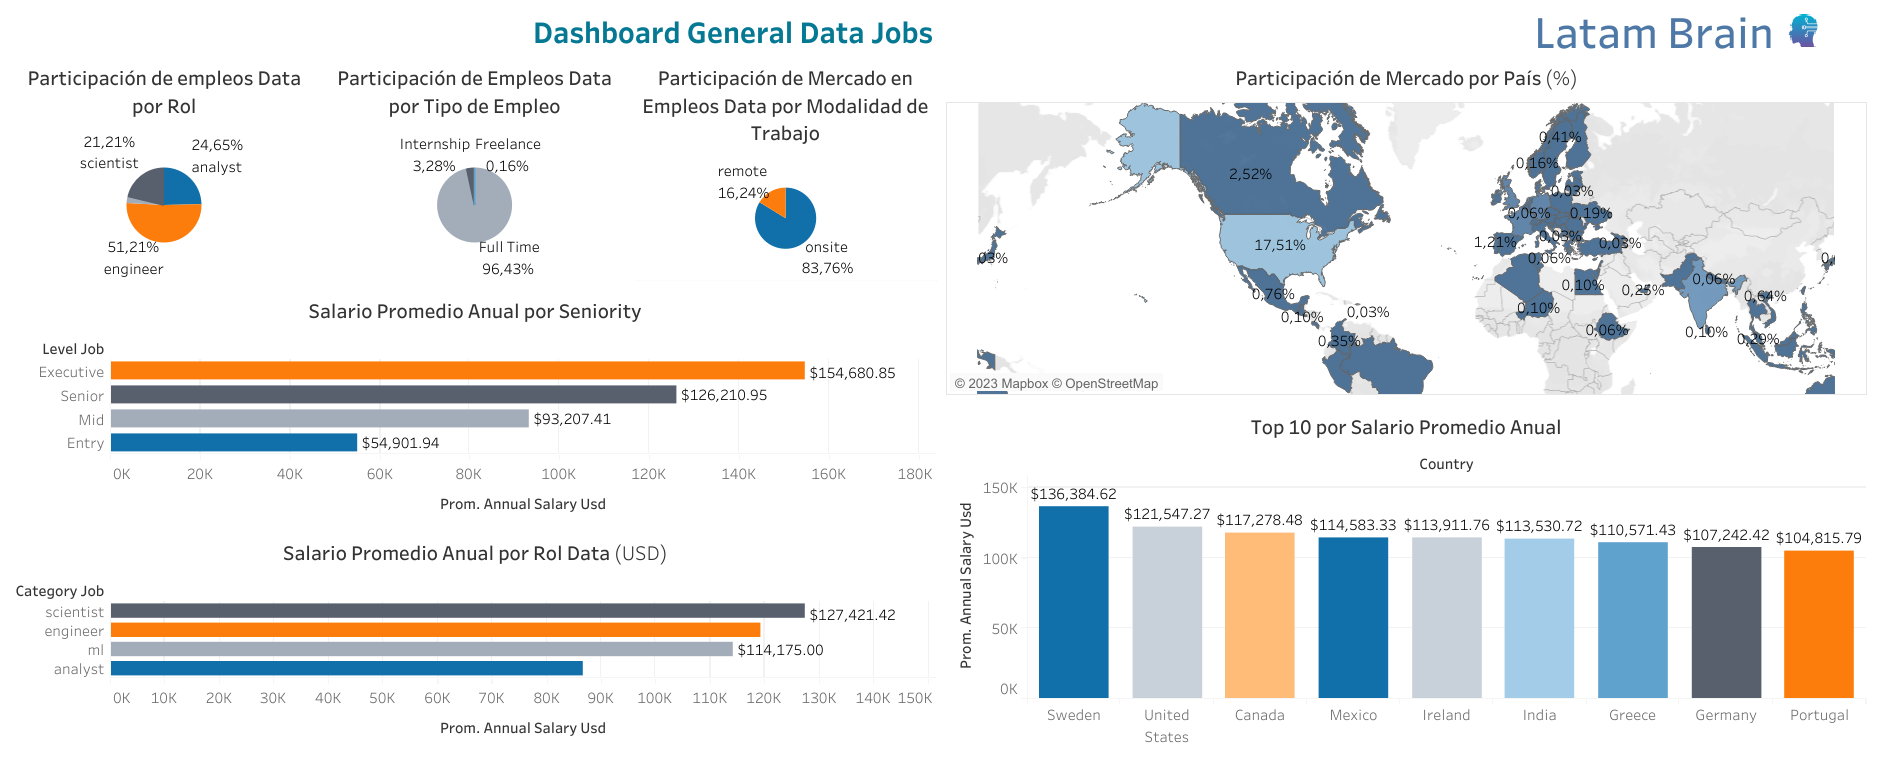 Dashboard General Data Jobs
Latam Brain
Participación de empleos Data
por Rol
21,21%
scientist
24,65%
analyst
51,21%
engineer
Participación de Empleos Data
por Tipo de Empleo
Internship Freelance
3,28% 0,16%
Full Time
96,43%
Participación de Mercado en
Empleos Data por Modalidad de
Trabajo
remote
16,24%
onsite
83,76%
Salario Promedio Anual por Seniority
Level Job
Executive $154,680.85
Senior $126,210.95
Mid $93,207.41
Entry $54,901.94
0K 20K 40K 60K 80K 100K 120K 140K 160K 180K
Prom. Annual Salary Usd
Salario Promedio Anual por Rol Data (USD)
Category Job
scientist $127,421.42
engineer
ml $114,175.00
analyst
0K 10K 20K 30K 40K 50K 60K 70K 80K 90K 100K 110K 120K 130K 140K 150K
Prom. Annual Salary Usd
Participación de Mercado por País (%)
0,41%
0,16%
2,52%
0,03%
0,06% 0,19%
17,51%
1,21% 0,03% 0,03%
03% 0,06% 0,
0,76% 0,10% 0,25% 0,06% 0,64%
0,10% 0,03% 0,10%
0,35% 0,06% 0,10% 0,29%
© 2023 Mapbox © OpenStreetMap
Top 10 por Salario Promedio Anual
Country
Prom. Annual Salary Usd
150K
100K
50K
0K
$136,384.62 $121,547.27 $117,278.48 $114,583.33 $113,911.76 $113,530.72 $110,571.43 $107,242.42 $104,815.79
Sweden United States Canada Mexico Ireland India Greece Germany Portugal